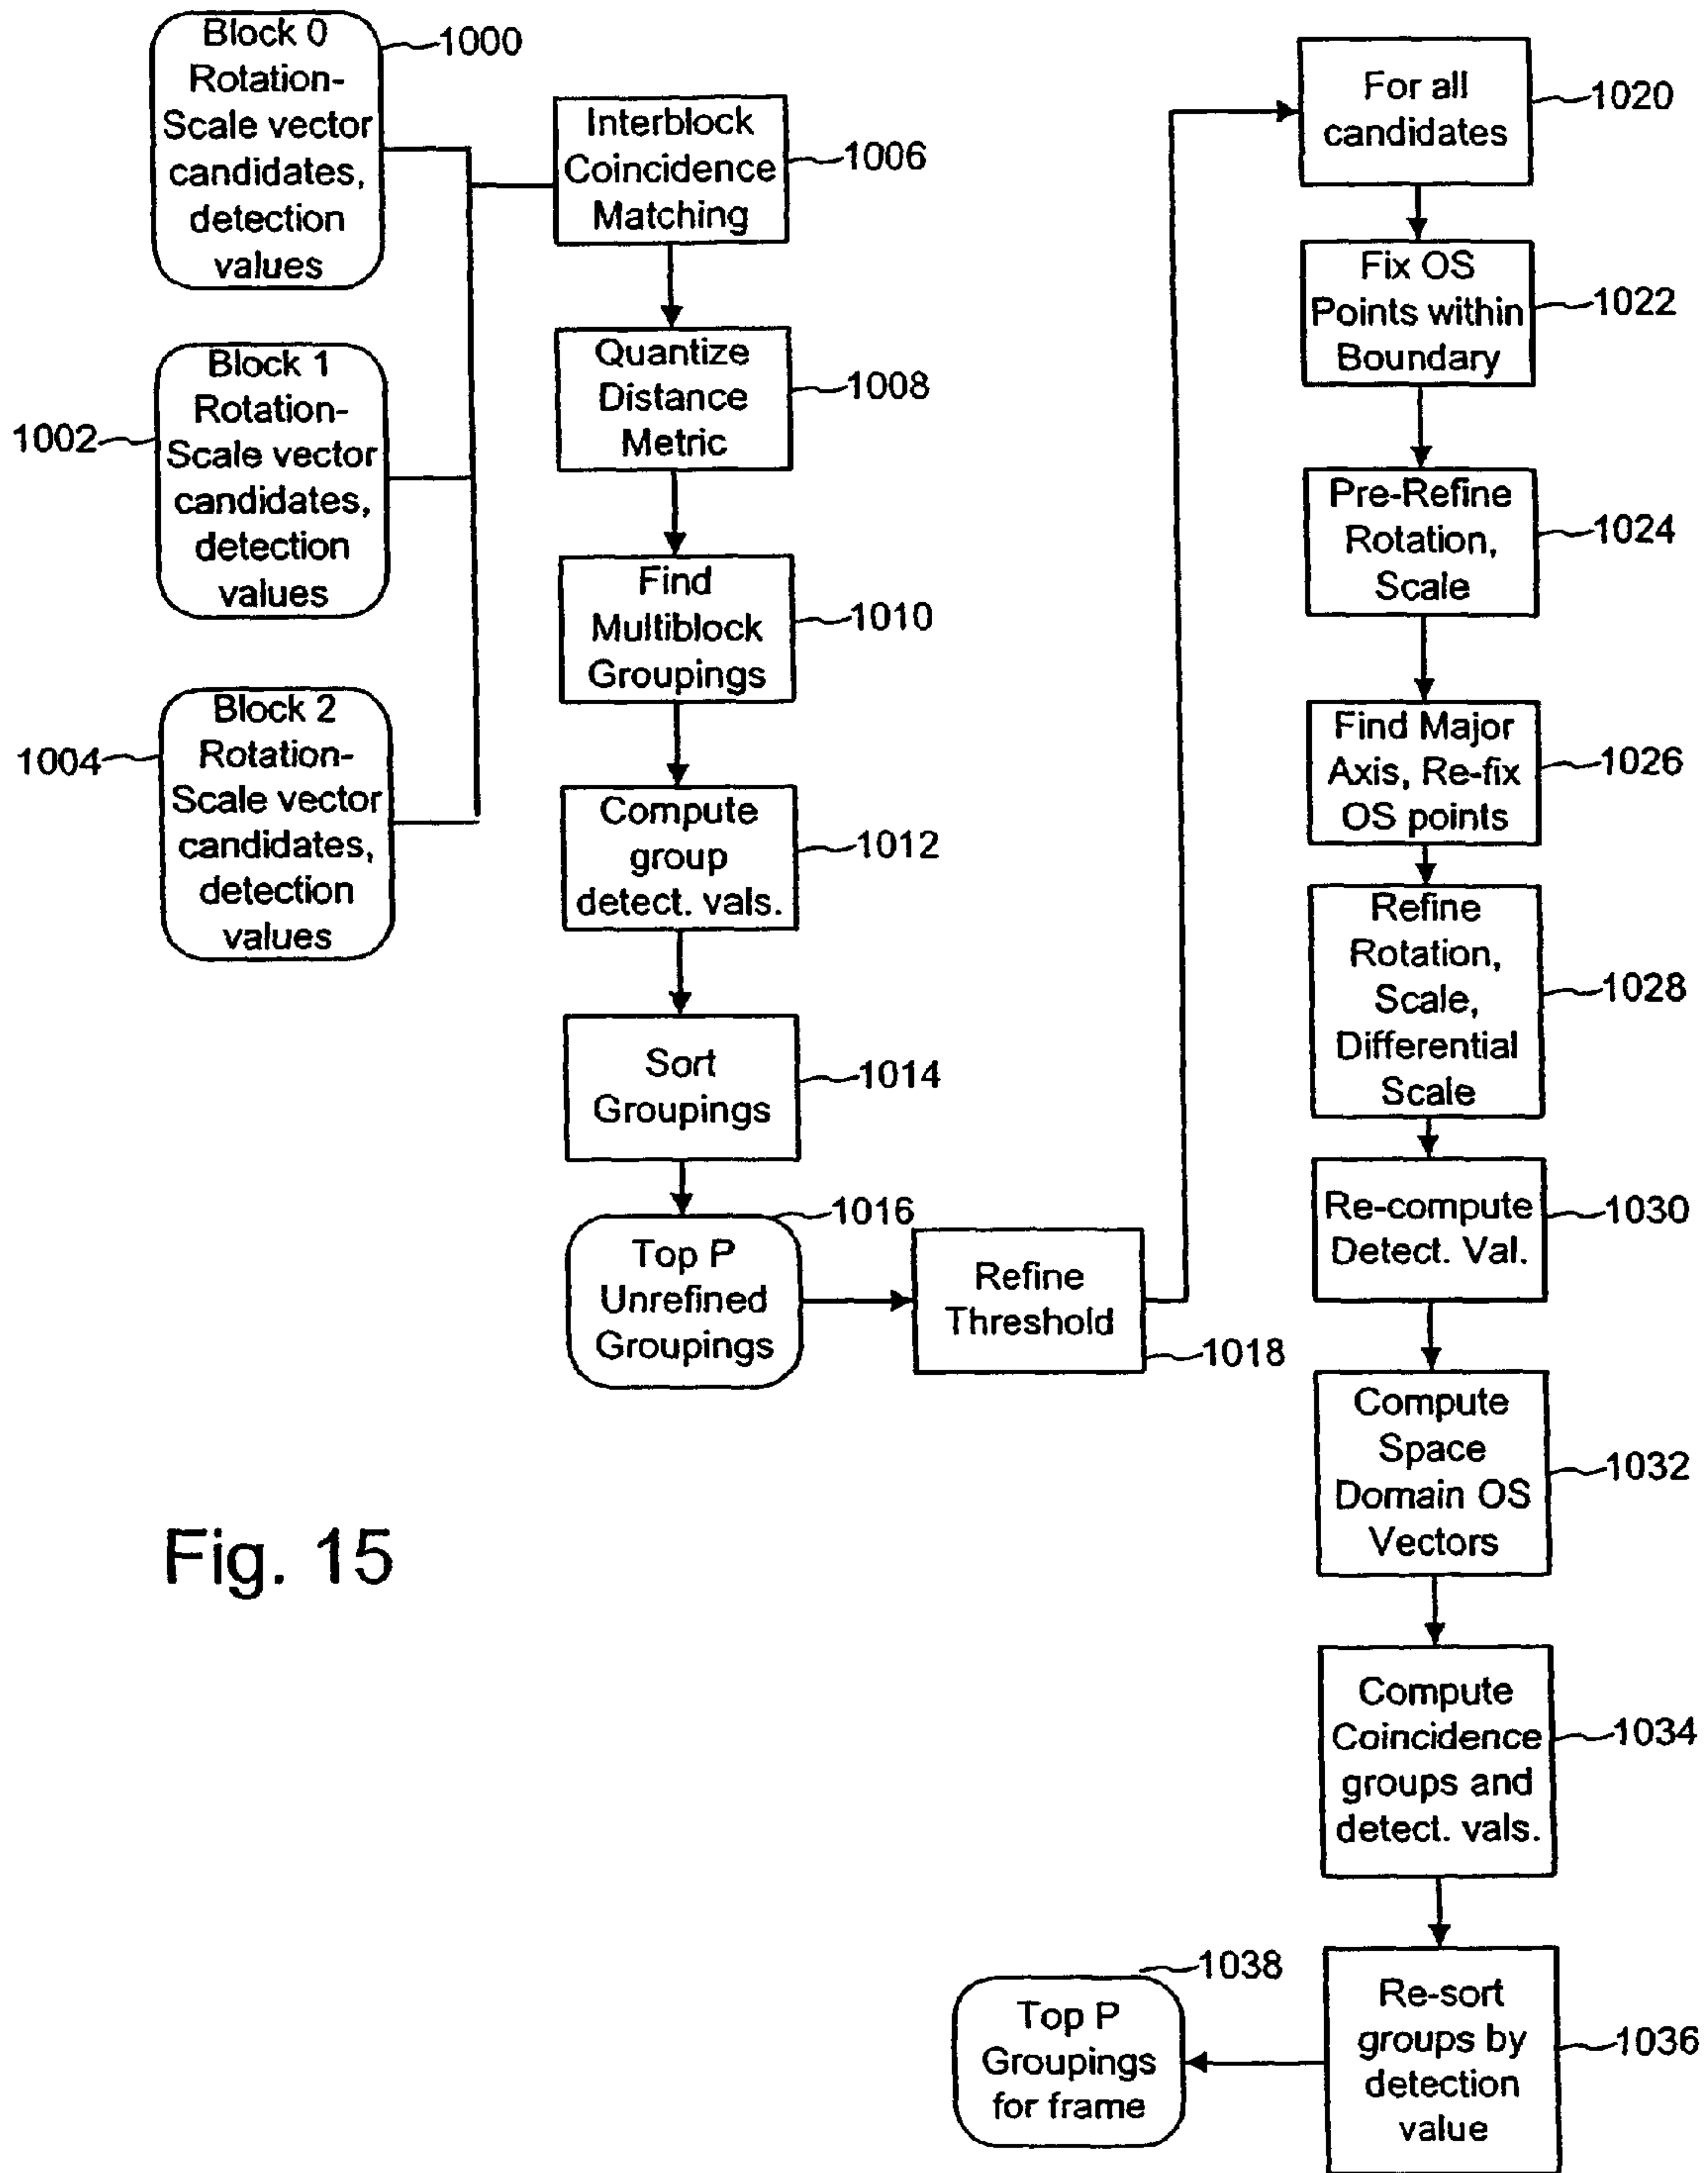 Block 0
Rotation-
Scale vector
candidates,
detection
values
1000
Block 1
Rotation-
Scale vector
candidates,
detection
values
1002
Block 2
Rotation-
Scale vector
candidates,
detection
values
1004
Interblock
Coincidence
Matching
1006
Quantize
Distance
Metric
1008
Find
Multiblock
Groupings
1010
Compute
group
detect. vals.
1012
Sort
Groupings
1014
Top P
Unrefined
Groupings
1016
Refine
Threshold
1018
For all
candidates
1020
Fix OS
Points within
Boundary
1022
Pre-Refine
Rotation,
Scale
1024
Find Major
Axis, Re-fix
OS points
1026
Refine
Rotation,
Scale,
Differential
Scale
1028
Re-compute
Detect. Val.
1030
Compute
Space
Domain OS
Vectors
1032
Compute
Coincidence
groups and
detect. vals.
1034
Re-sort
groups by
detection
value
1036
Top P
Groupings
for frame
1038
Fig. 15